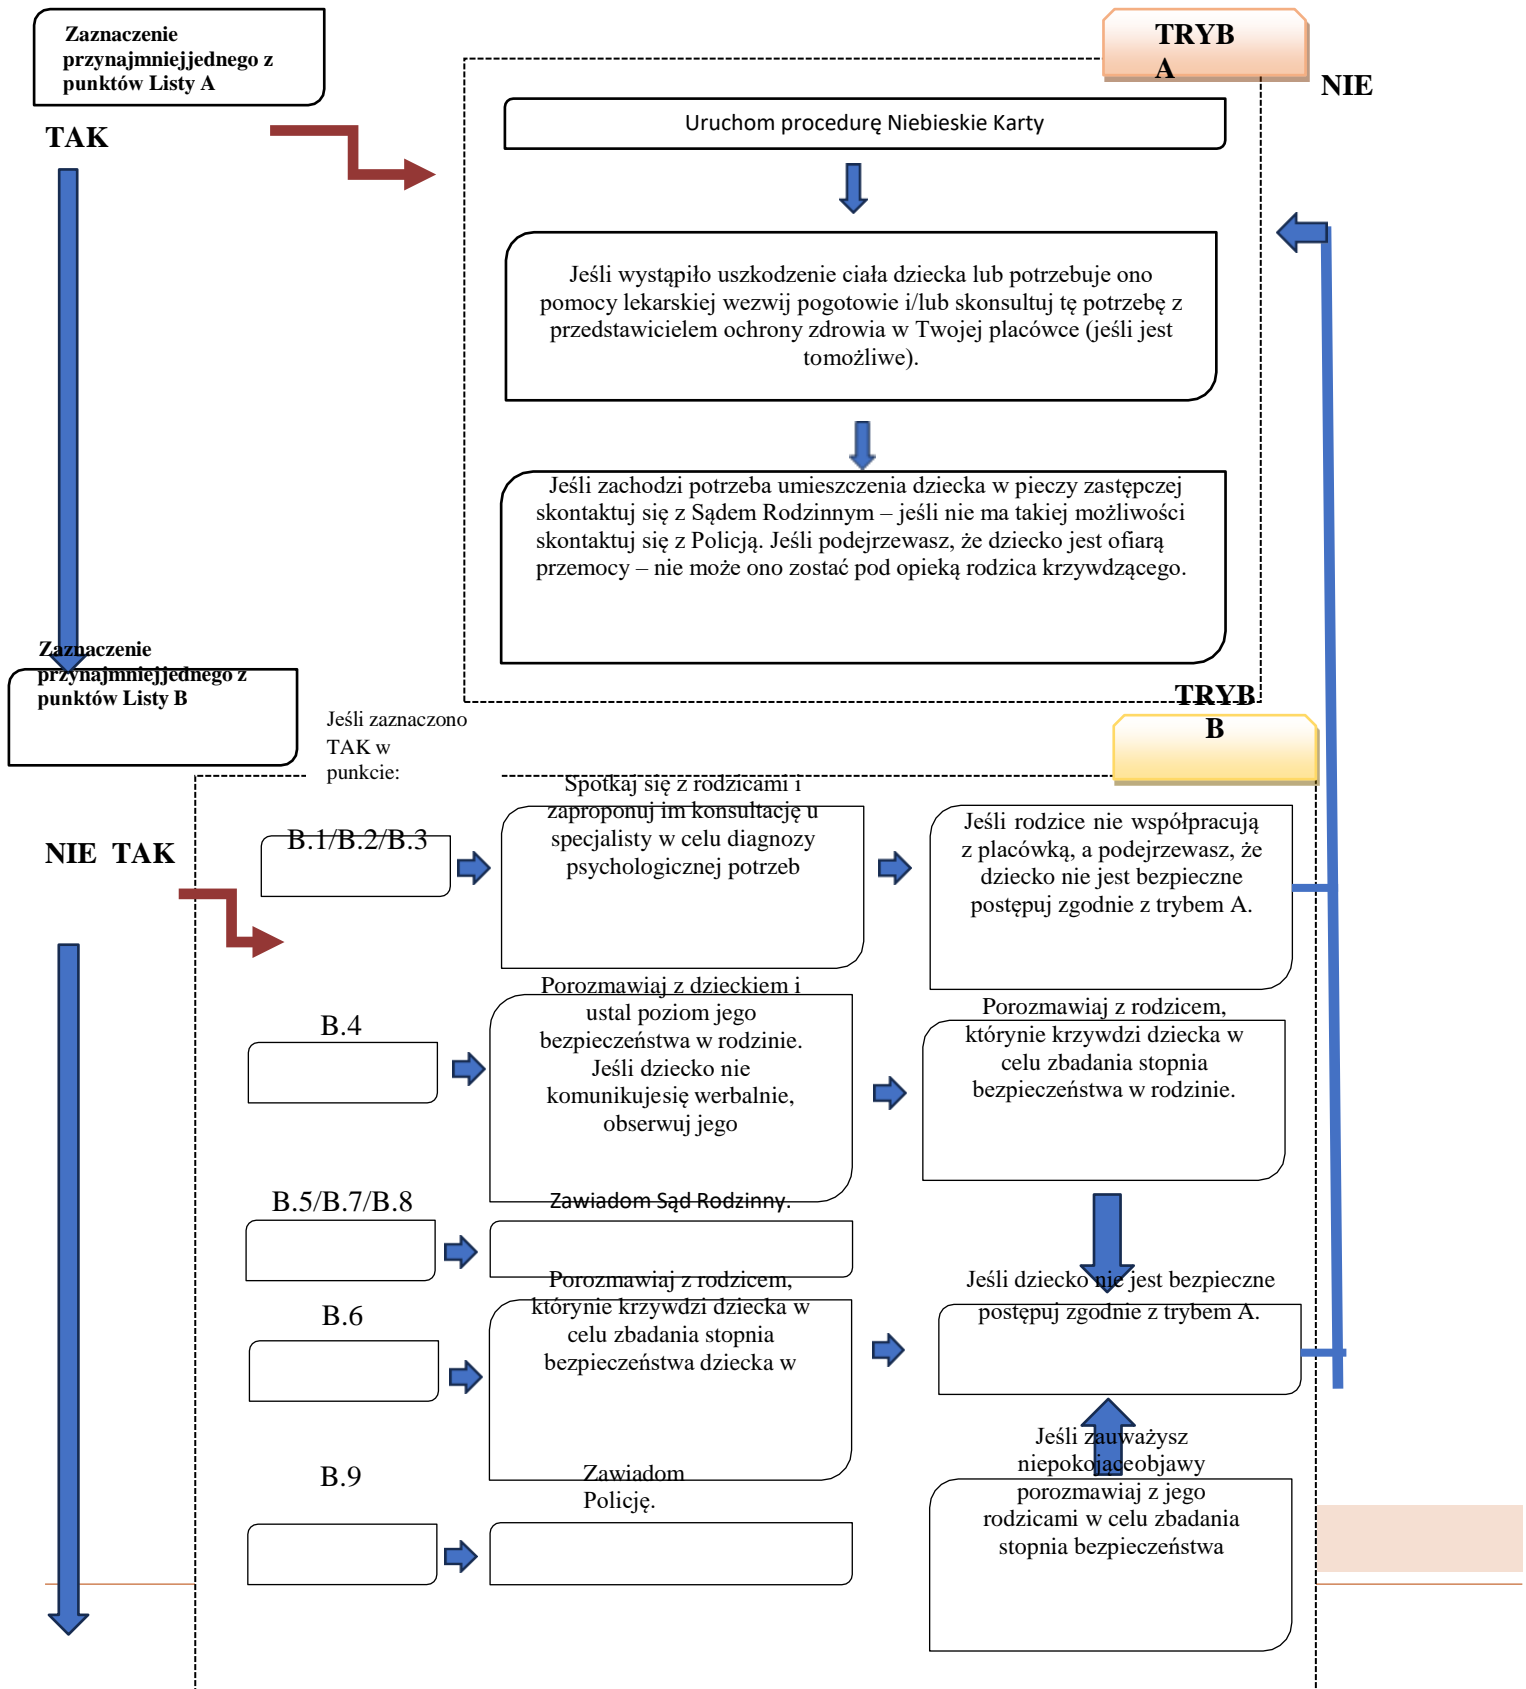 Zaznaczenie
przynajmniejjednego z
punktów Listy A
TRYB
A
NIE
TAK
Uruchom procedurę Niebieskie Karty
Jeśli wystąpiło uszkodzenie ciała dziecka lub potrzebuje ono
pomocy lekarskiej wezwij pogotowie i/lub skonsultuj tę potrzebę z
przedstawicielem ochrony zdrowia w Twojej placówce (jeśli jest
tomożliwe).
Jeśli zachodzi potrzeba umieszczenia dziecka w pieczy zastępczej
skontaktuj się z Sądem Rodzinnym – jeśli nie ma takiej możliwości
skontaktuj się z Policją. Jeśli podejrzewasz, że dziecko jest ofiarą
przemocy – nie może ono zostać pod opieką rodzica krzywdzącego.
Zaznaczenie
przynajmniejjednego z
punktów Listy B
TRYB
B
Jeśli zaznaczono
TAK w
punkcie:
NIE TAK
B.1/B.2/B.3
Spotkaj się z rodzicami i
zaproponuj im konsultację u
specjalisty w celu diagnozy
psychologicznej potrzeb
Jeśli rodzice nie współpracują
z placówką, a podejrzewasz, że
dziecko nie jest bezpieczne
postępuj zgodnie z trybem A.
B.4
Porozmawiaj z dzieckiem i
ustal poziom jego
bezpieczeństwa w rodzinie.
Jeśli dziecko nie
komunikujesię werbalnie,
obserwuj jego
Porozmawiaj z rodzicem,
którynie krzywdzi dziecka w
celu zbadania stopnia
bezpieczeństwa w rodzinie.
B.5/B.7/B.8
Zawiadom Sąd Rodzinny.
B.6
Porozmawiaj z rodzicem,
którynie krzywdzi dziecka w
celu zbadania stopnia
bezpieczeństwa dziecka w
Jeśli dziecko nie jest bezpieczne
postępuj zgodnie z trybem A.
B.9
Zawiadom
Policję.
Jeśli zauważysz
niepokojąceobjawy
porozmawiaj z jego
rodzicami w celu zbadania
stopnia bezpieczeństwa